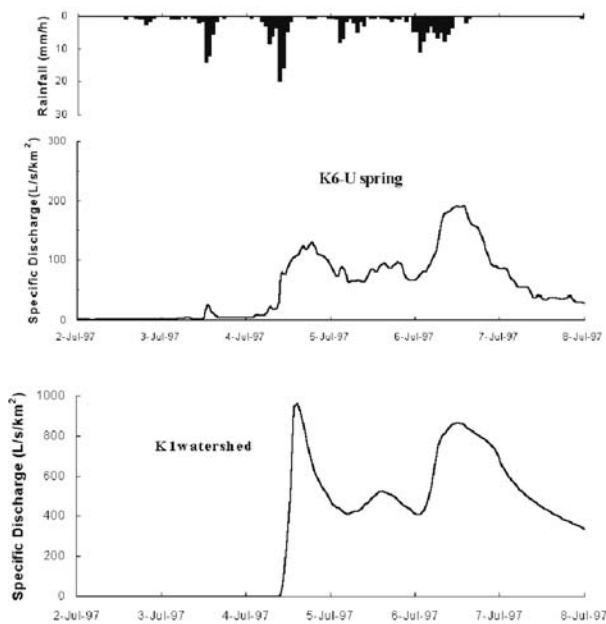 Rainfall (mm/h)
0
10
20
30
Specific Discharge (L/s/km²)
300
200
100
0
K6-U spring
2-Jul-97 3-Jul-97 4-Jul-97 5-Jul-97 6-Jul-97 7-Jul-97 8-Jul-97
Specific Discharge (L/s/km²)
1000
800
600
400
200
0
K1watershed
2-Jul-97 3-Jul-97 4-Jul-97 5-Jul-97 6-Jul-97 7-Jul-97 8-Jul-97